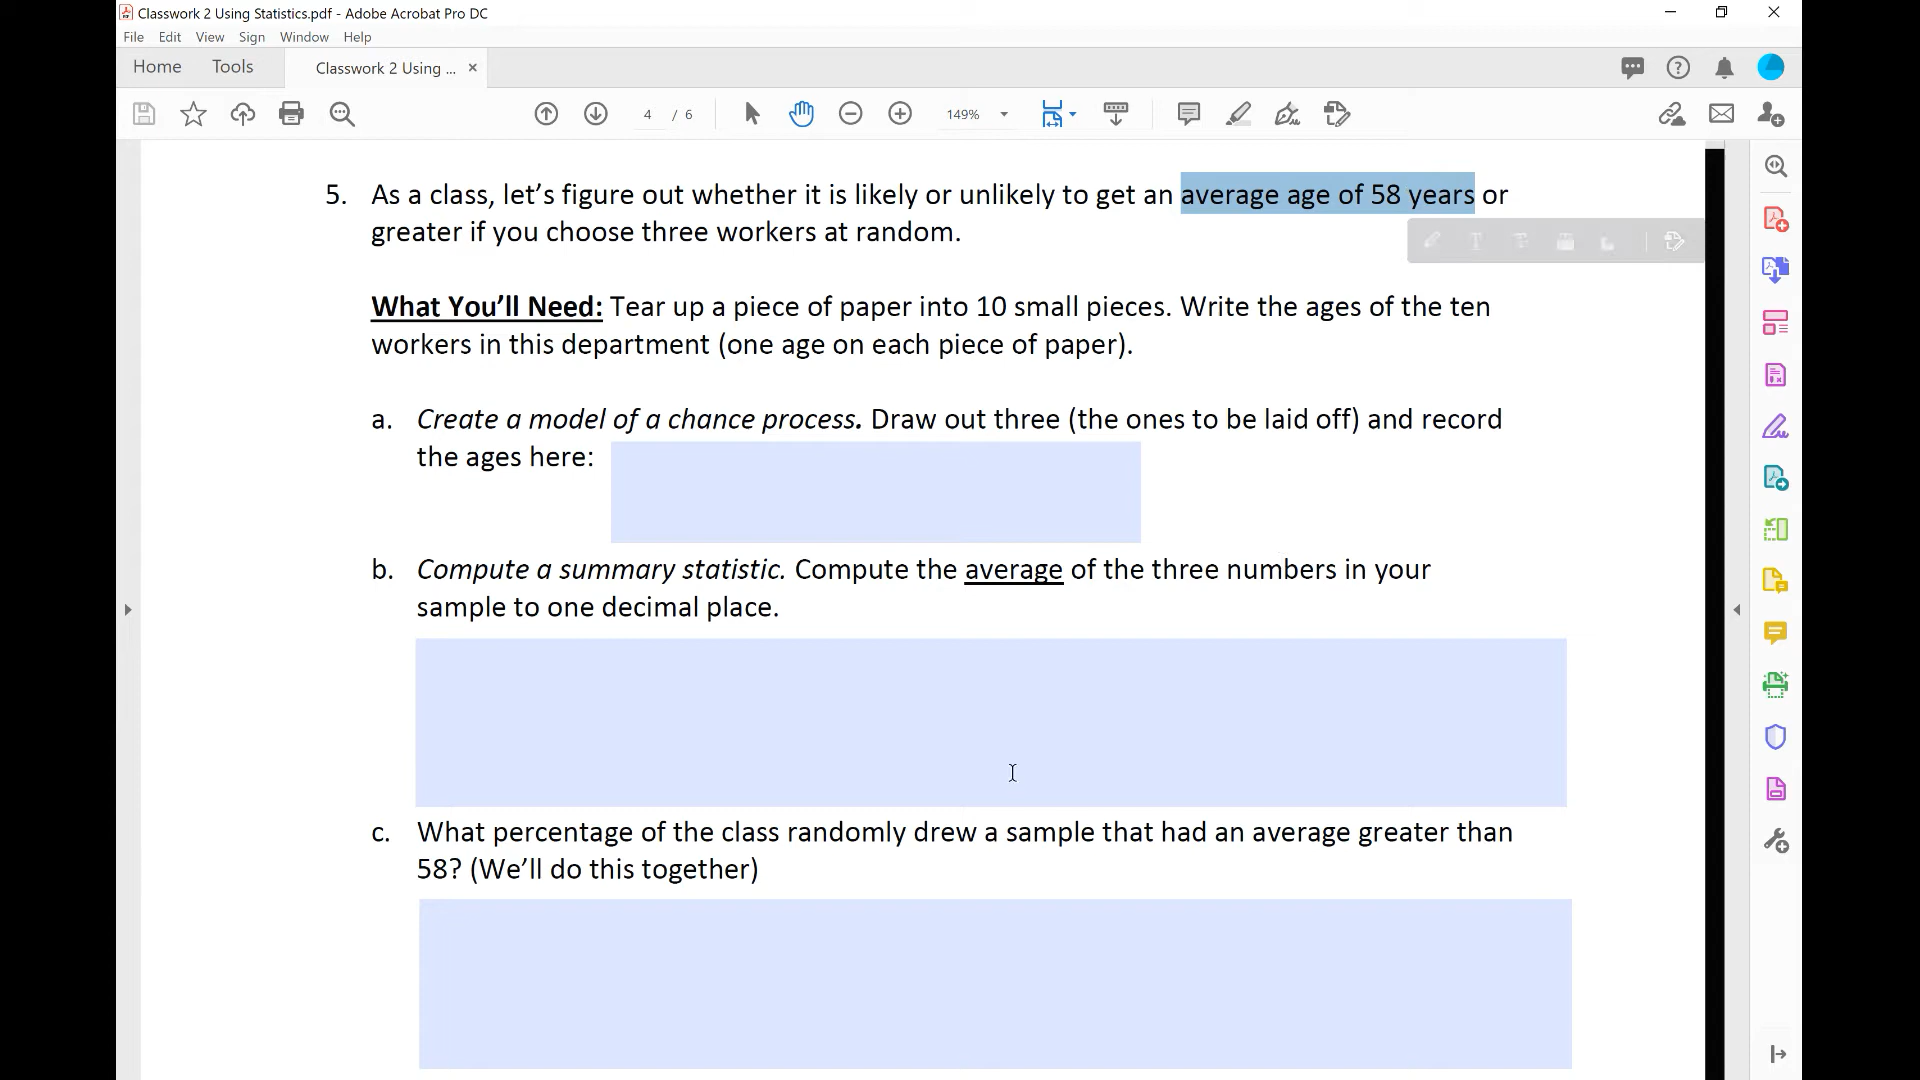 Classwork 2 Using Statistics.pdf - Adobe Acrobat Pro DC
File Edit View Sign Window Help
Home Tools Classwork 2 Using ... ×
4 / 6 149%
5. As a class, let’s figure out whether it is likely or unlikely to get an average age of 58 years or
greater if you choose three workers at random.
What You’ll Need: Tear up a piece of paper into 10 small pieces. Write the ages of the ten
workers in this department (one age on each piece of paper).
a. Create a model of a chance process. Draw out three (the ones to be laid off) and record
the ages here:
b. Compute a summary statistic. Compute the average of the three numbers in your
sample to one decimal place.
c. What percentage of the class randomly drew a sample that had an average greater than
58? (We’ll do this together)